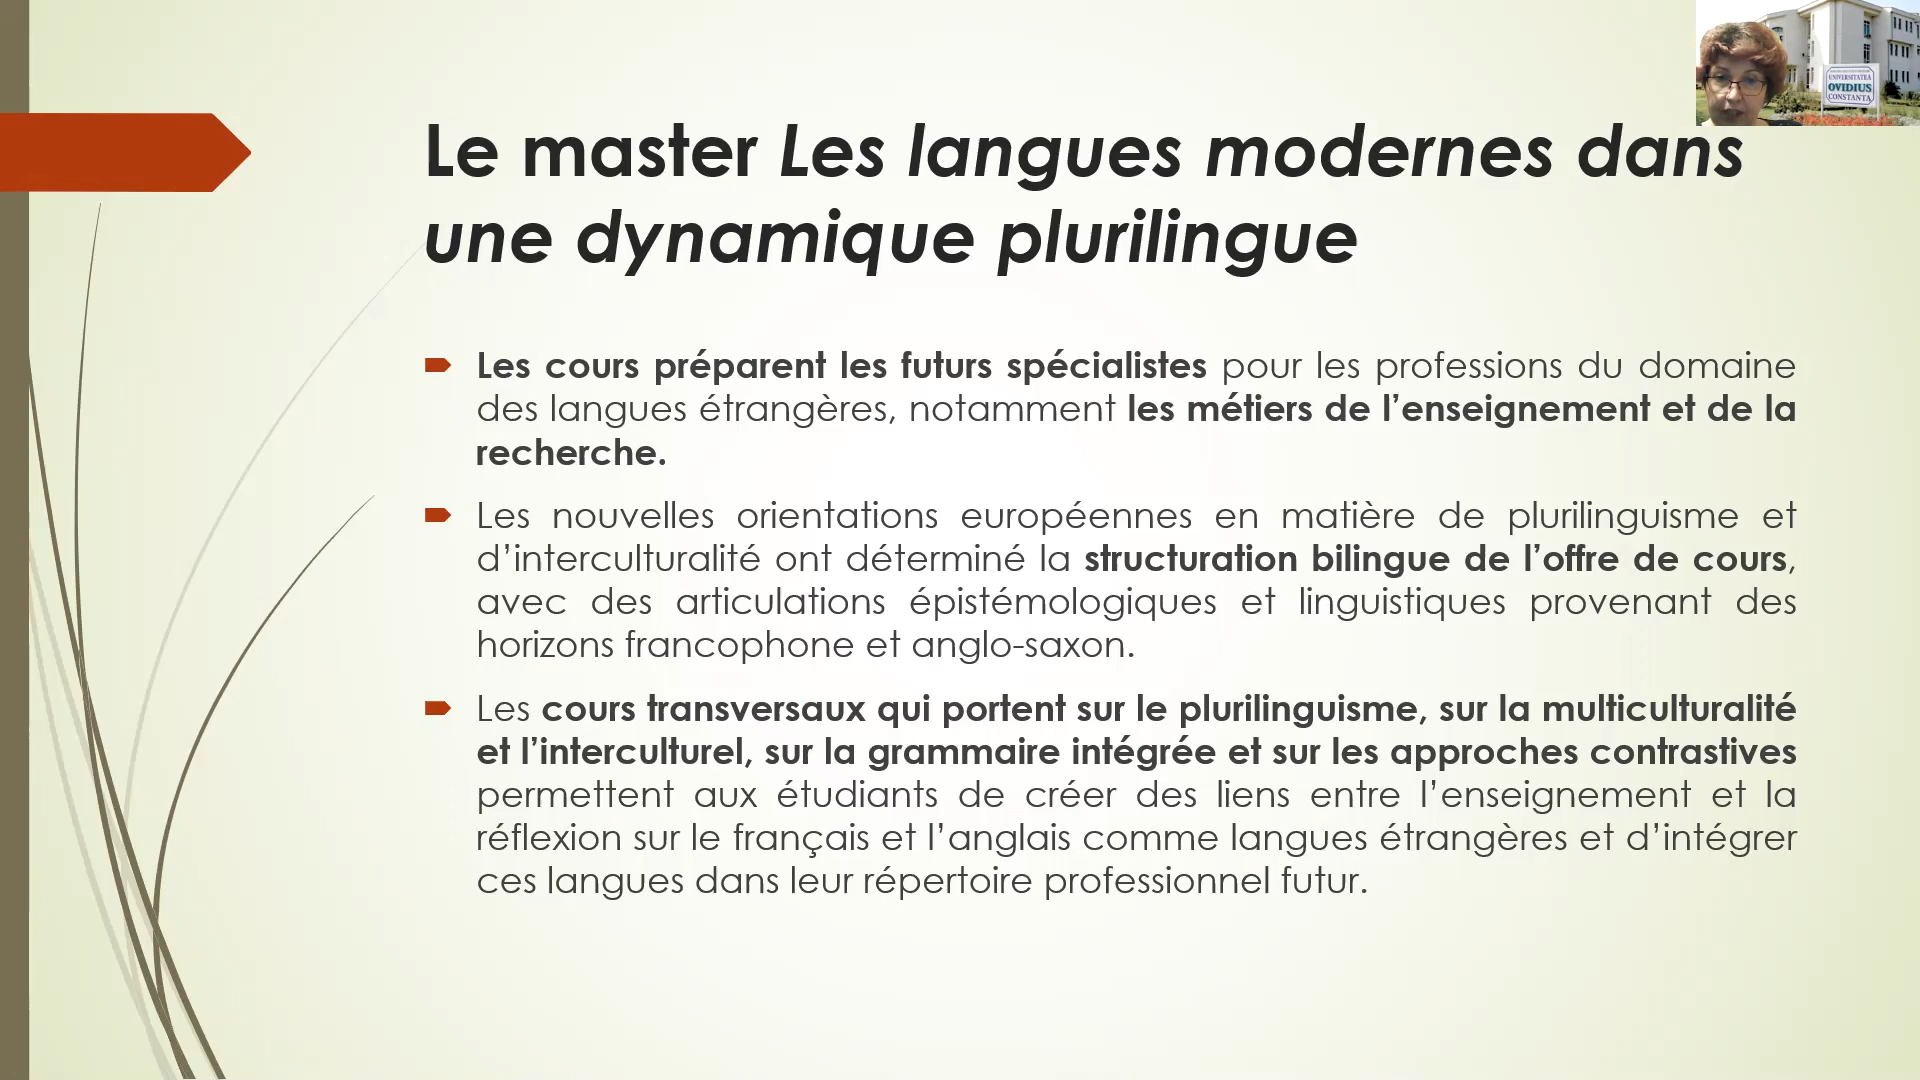 UNIVERSITATEA
OVIDIUS
CONSTANȚA
Le master Les langues modernes dans
une dynamique plurilingue
Les cours préparent les futurs spécialistes pour les professions du domaine
des langues étrangères, notamment les métiers de l’enseignement et de la
recherche.
Les nouvelles orientations européennes en matière de plurilinguisme et
d’interculturalité ont déterminé la structuration bilingue de l’offre de cours,
avec des articulations épistémologiques et linguistiques provenant des
horizons francophone et anglo-saxon.
Les cours transversaux qui portent sur le plurilinguisme, sur la multiculturalité
et l’interculturel, sur la grammaire intégrée et sur les approches contrastives
permettent aux étudiants de créer des liens entre l’enseignement et la
réflexion sur le français et l’anglais comme langues étrangères et d’intégrer
ces langues dans leur répertoire professionnel futur.